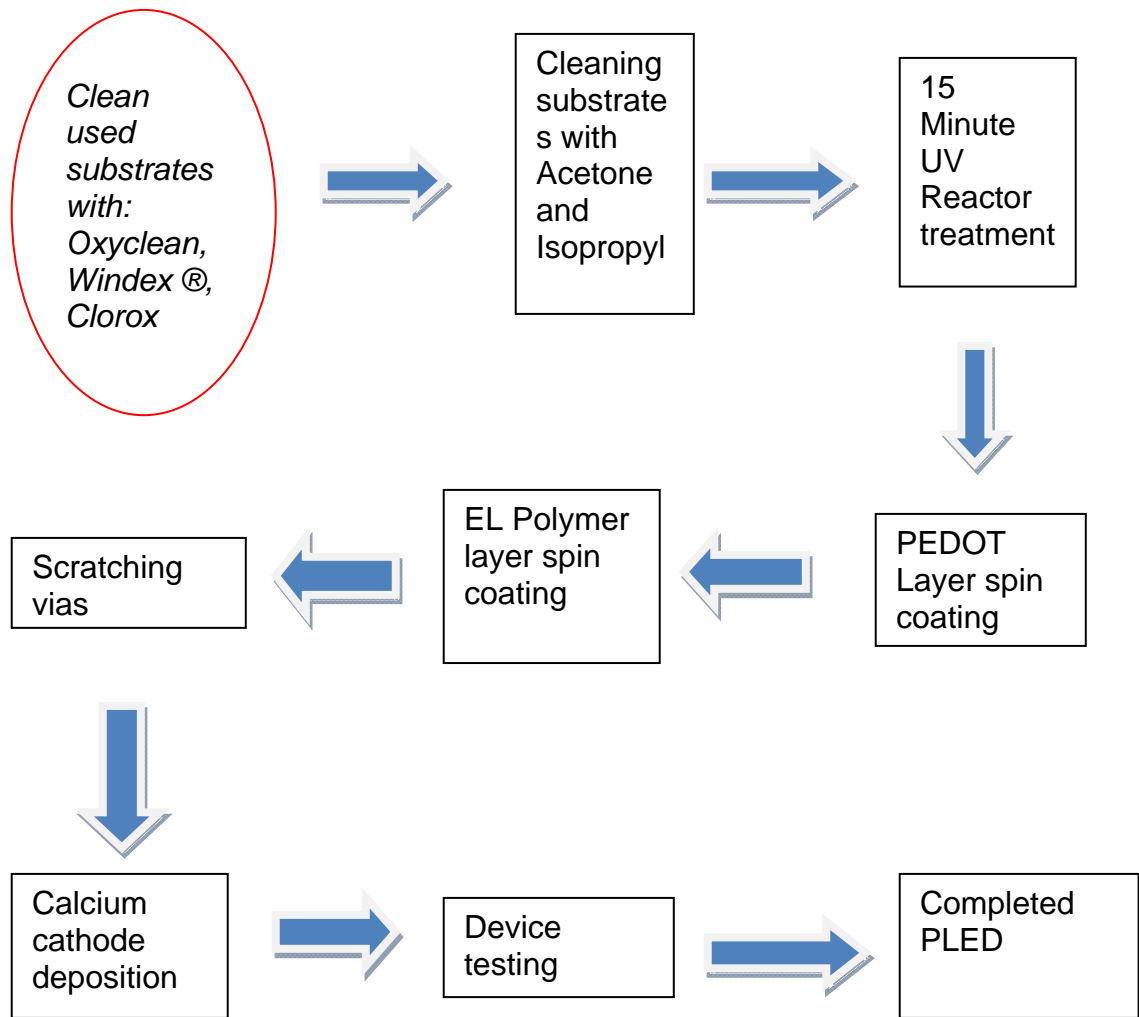 Clean
used
substrates
with:
Oxyclean,
Windex ®,
Clorox
Cleaning
substrate
s with
Acetone
and
Isopropyl
15
Minute
UV
Reactor
treatment
PEDOT
Layer spin
coating
EL Polymer
layer spin
coating
Scratching
vias
Calcium
cathode
deposition
Device
testing
Completed
PLED